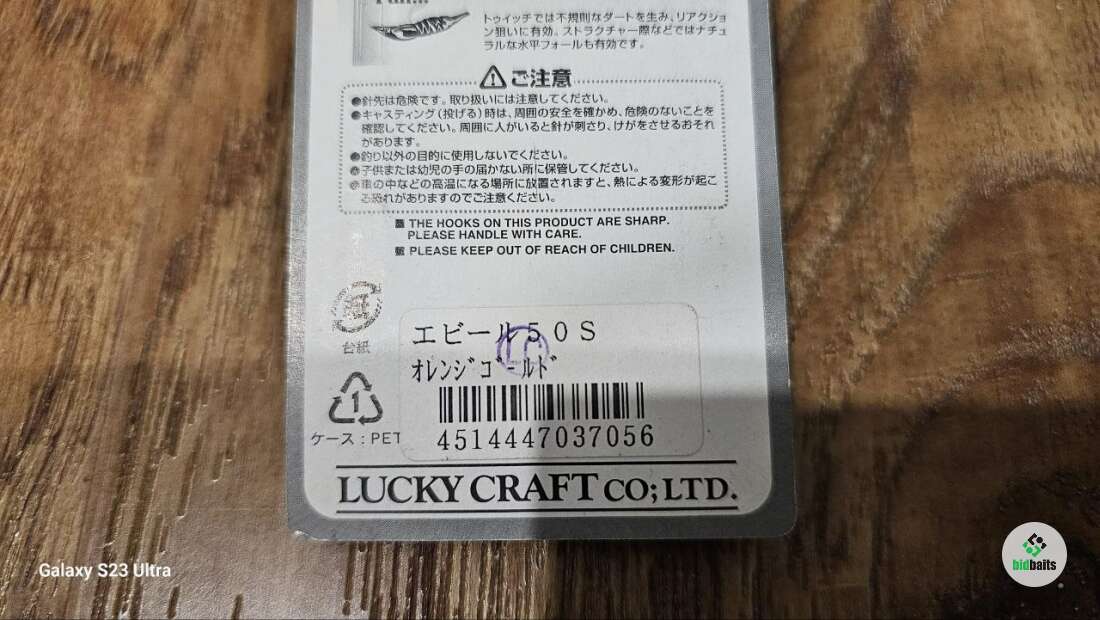 トゥイッチでは不規則なダートを生み、リアクショ
ン狙いに有効。ストラクチャー際などではナチュ
ラルな水平フォールも有効です。
ご注意
●針先は危険です。取り扱いには注意してください。
●キャスティング(投げる)時は、周囲の安全を確かめ、危険のないことを
確認してください。周囲に人がいると針が刺さり、けがをさせるおそれ
があります。
●釣り以外の目的に使用しないでください。
●子供または幼児の手の届かない所に保管してください。
●車の中などの高温になる場所に放置されますと、熱による変形が起こ
る恐れがありますのでご注意ください。
THE HOOKS ON THIS PRODUCT ARE SHARP.
PLEASE HANDLE WITH CARE.
PLEASE KEEP OUT OF REACH OF CHILDREN.
紙
台紙
エビール50S
LC
オレンジゴールド
1
ケース:PET
4514447037056
LUCKY CRAFT CO;LTD.
Galaxy S23 Ultra
bidbaits